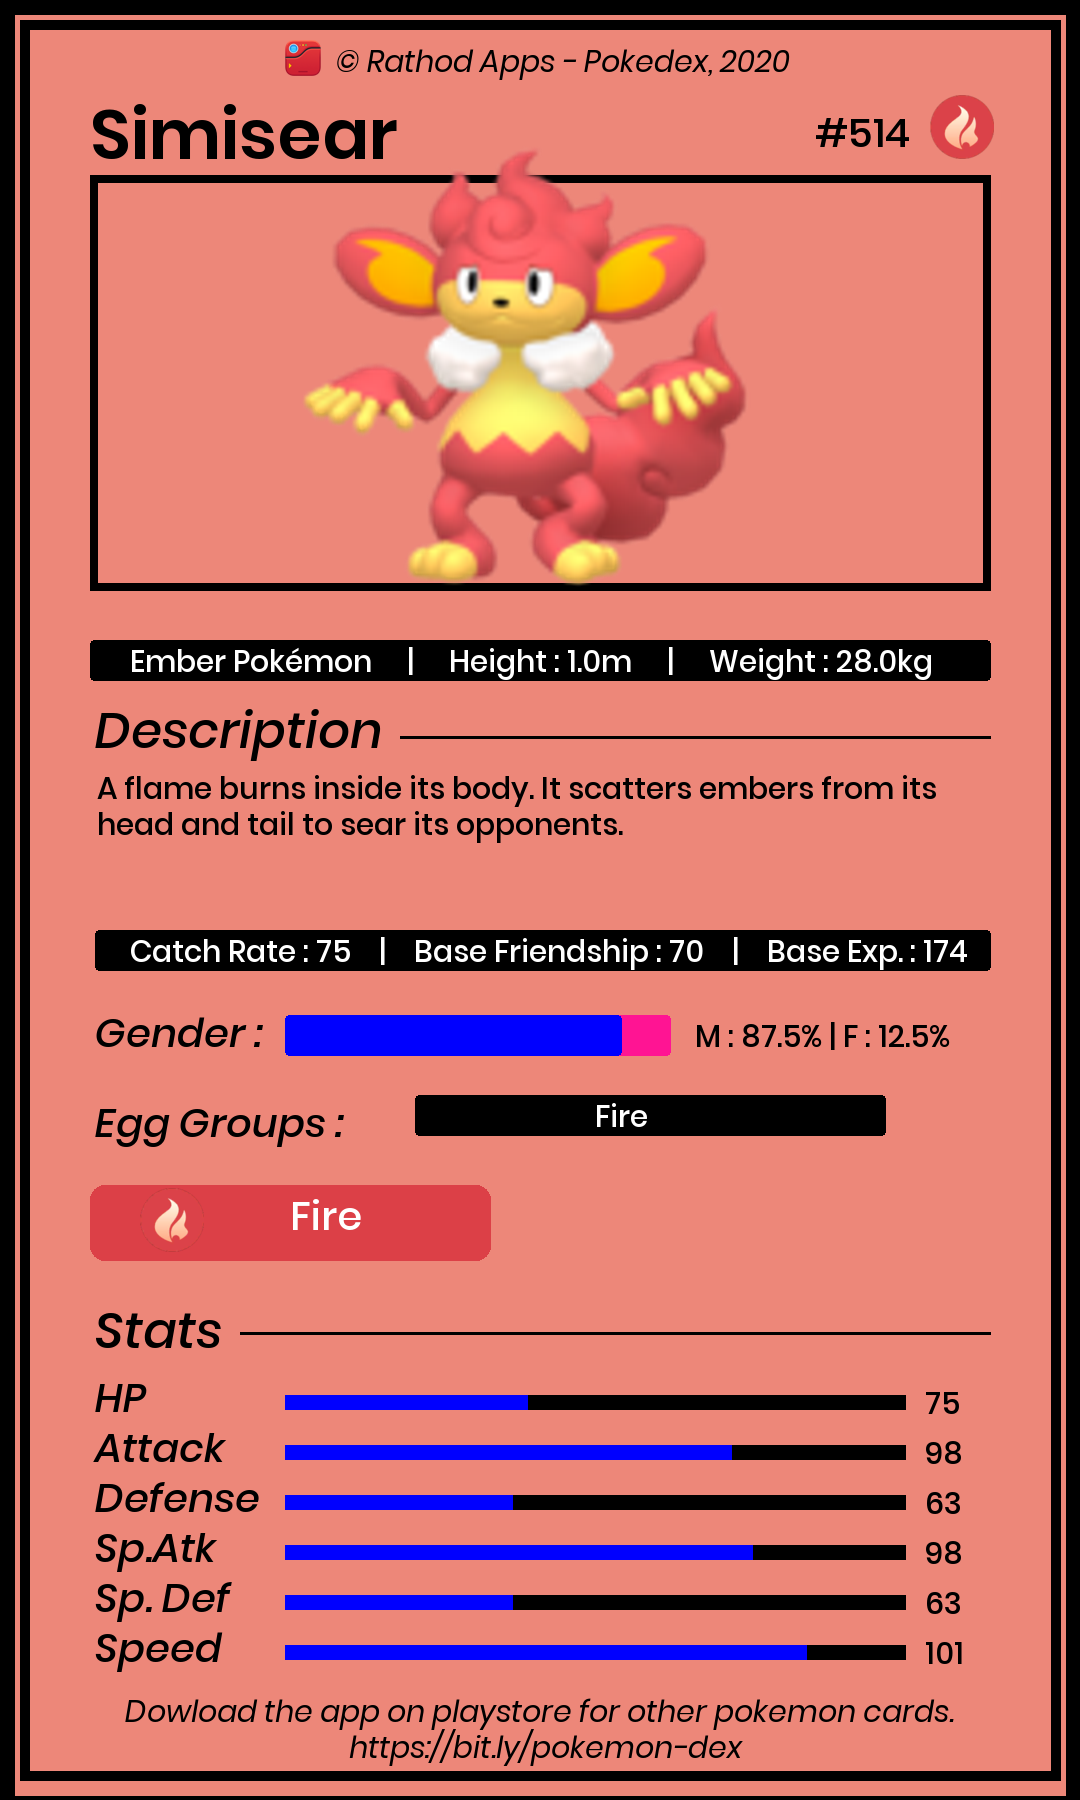 © Rathod Apps - Pokedex, 2020
Simisear #514
Ember Pokémon | Height : 1.0m | Weight : 28.0kg
Description
A flame burns inside its body. It scatters embers from its
head and tail to sear its opponents.
Catch Rate : 75 | Base Friendship : 70 | Base Exp. : 174
Gender : M : 87.5% | F : 12.5%
Egg Groups : Fire
Fire
Stats
HP 75
Attack 98
Defense 63
Sp.Atk 98
Sp. Def 63
Speed 101
Dowload the app on playstore for other pokemon cards.
https://bit.ly/pokemon-dex